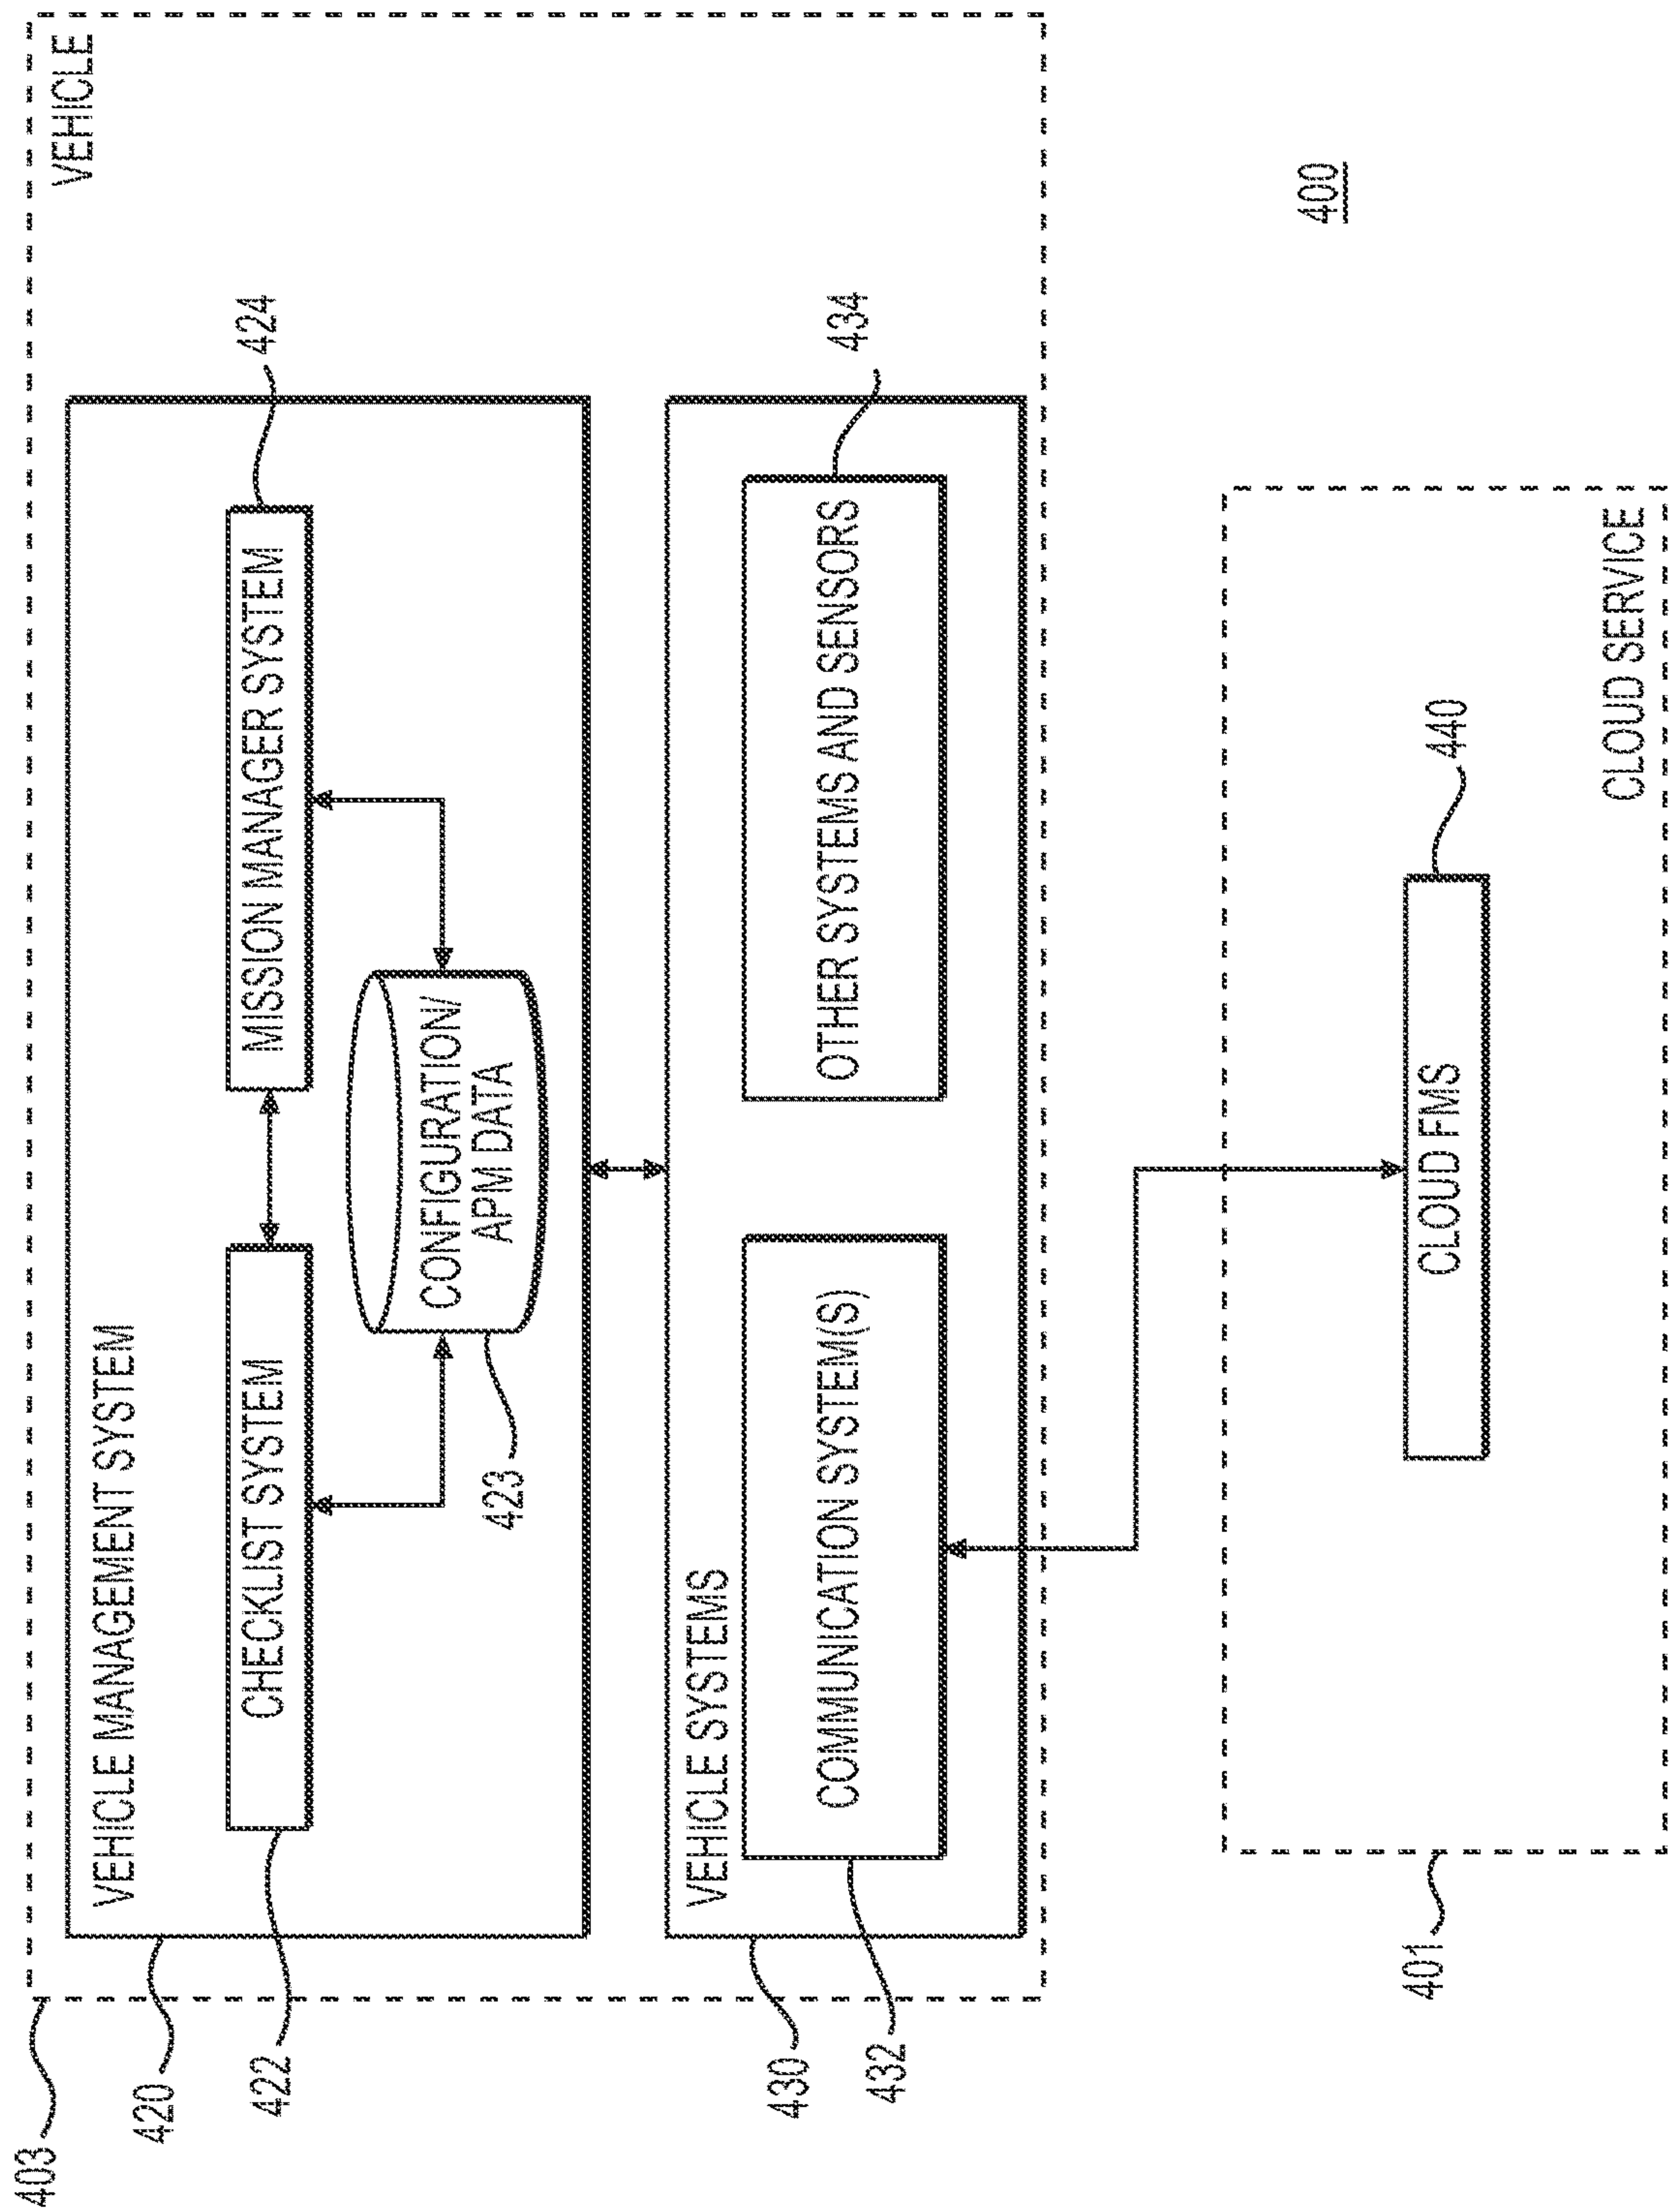 403
VEHICLE
420
VEHICLE MANAGEMENT SYSTEM
422
CHECKLIST SYSTEM
MISSION MANAGER SYSTEM
424
CONFIGURATION/
APM DATA
423
430
VEHICLE SYSTEMS
432
COMMUNICATION SYSTEM(S)
OTHER SYSTEMS AND SENSORS
434
400
401
CLOUD FMS
440
CLOUD SERVICE